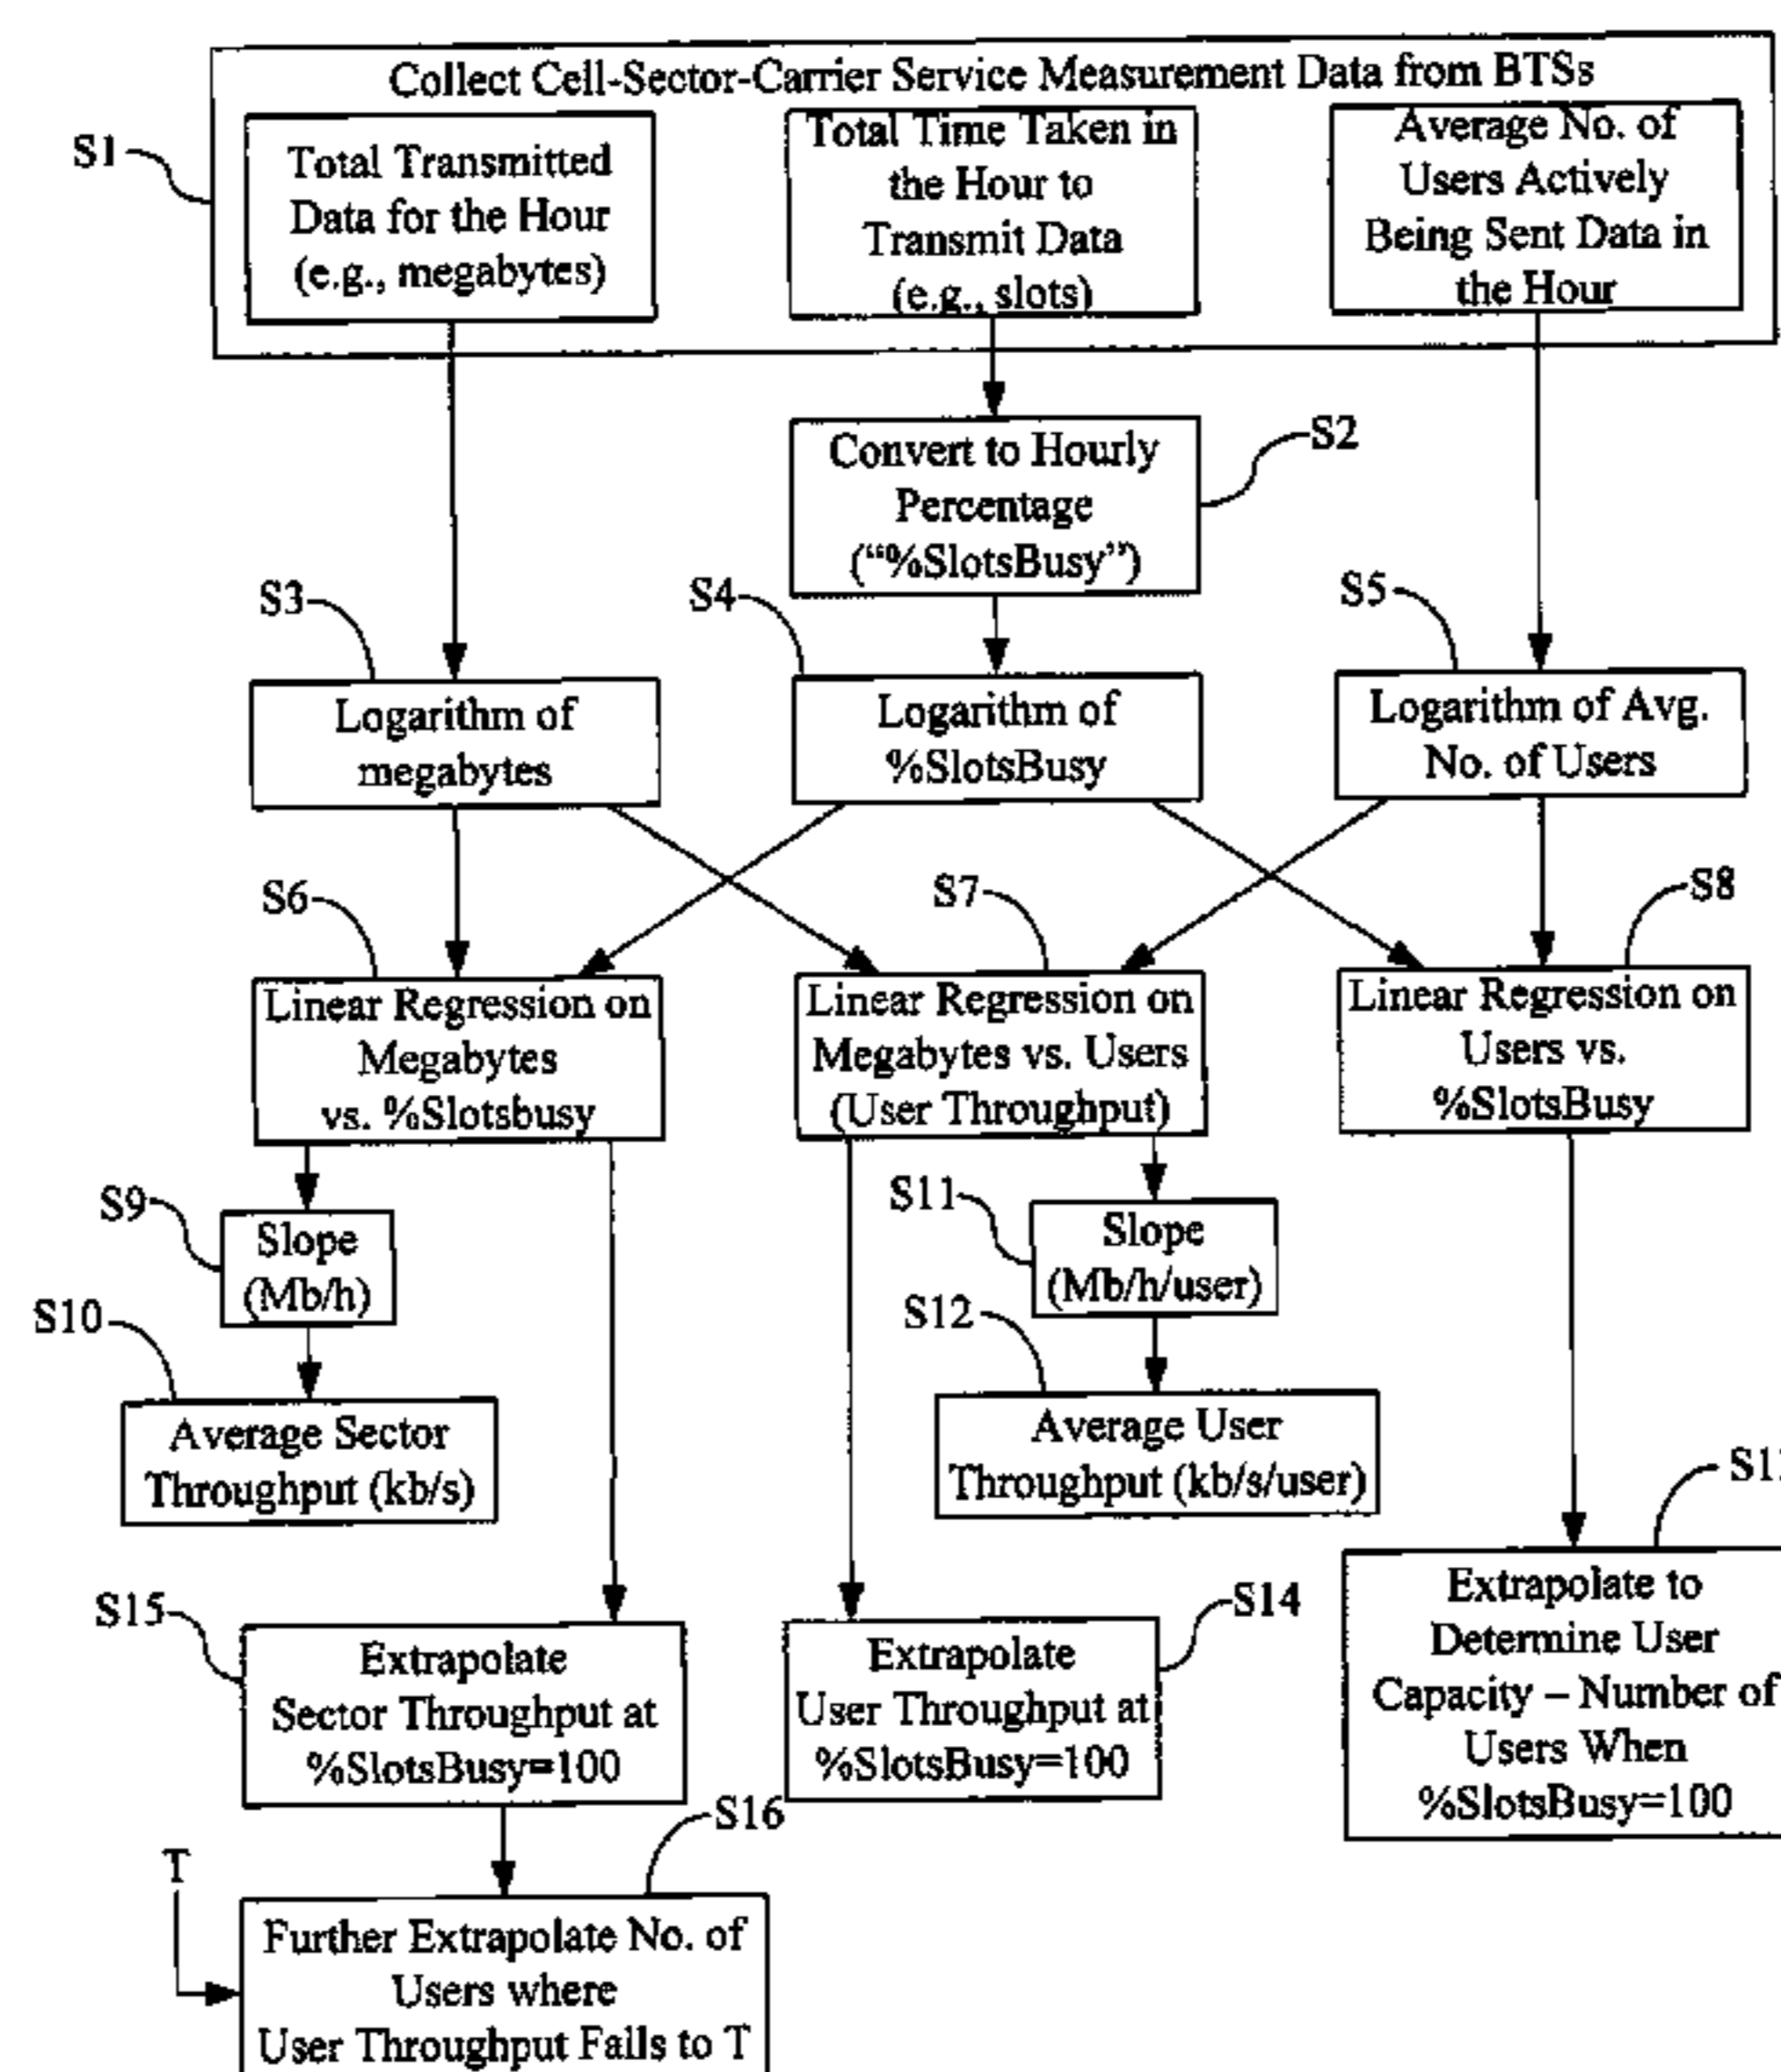 Collect Cell-Sector-Carrier Service Measurement Data from BTSs
S1
Total Transmitted
Data for the Hour
(e.g., megabytes)
Total Time Taken in
the Hour to
Transmit Data
(e.g., slots)
Average No. of
Users Actively
Being Sent Data in
the Hour
Convert to Hourly
Percentage
(“%SlotsBusy”)
S2
S3
S4
S5
Logarithm of
megabytes
Logarithm of
%SlotsBusy
Logarithm of Avg.
No. of Users
S6
S7
S8
Linear Regression on
Megabytes
vs. %Slotsbusy
Linear Regression on
Megabytes vs. Users
(User Throughput)
Linear Regression on
Users vs.
%SlotsBusy
S9
Slope
(Mb/h)
S11
Slope
(Mb/h/user)
S10
Average Sector
Throughput (kb/s)
S12
Average User
Throughput (kb/s/user)
S15
Extrapolate
Sector Throughput at
%SlotsBusy=100
S14
Extrapolate
User Throughput at
%SlotsBusy=100
Extrapolate to
Determine User
Capacity – Number of
Users When
%SlotsBusy=100
S16
T
Further Extrapolate No. of
Users where
User Throughput Falls to T